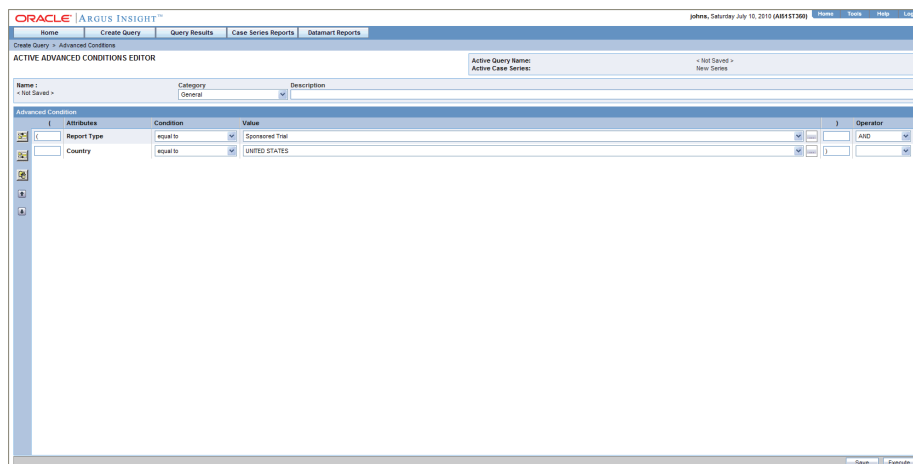 ORACLE ARGUS INSIGHT™
johns, Saturday July 10, 2010 (AI51ST360) Home Tools Help Log
Home Create Query Query Results Case Series Reports Datamart Reports
Create Query > Advanced Conditions
ACTIVE ADVANCED CONDITIONS EDITOR
Active Query Name: < Not Saved >
Active Case Series: New Series
Name : Category Description
< Not Saved > General
Advanced Condition
( Attributes Condition Value ) Operator
( Report Type equal to Sponsored Trial AND
Country equal to UNITED STATES )
Save Execute